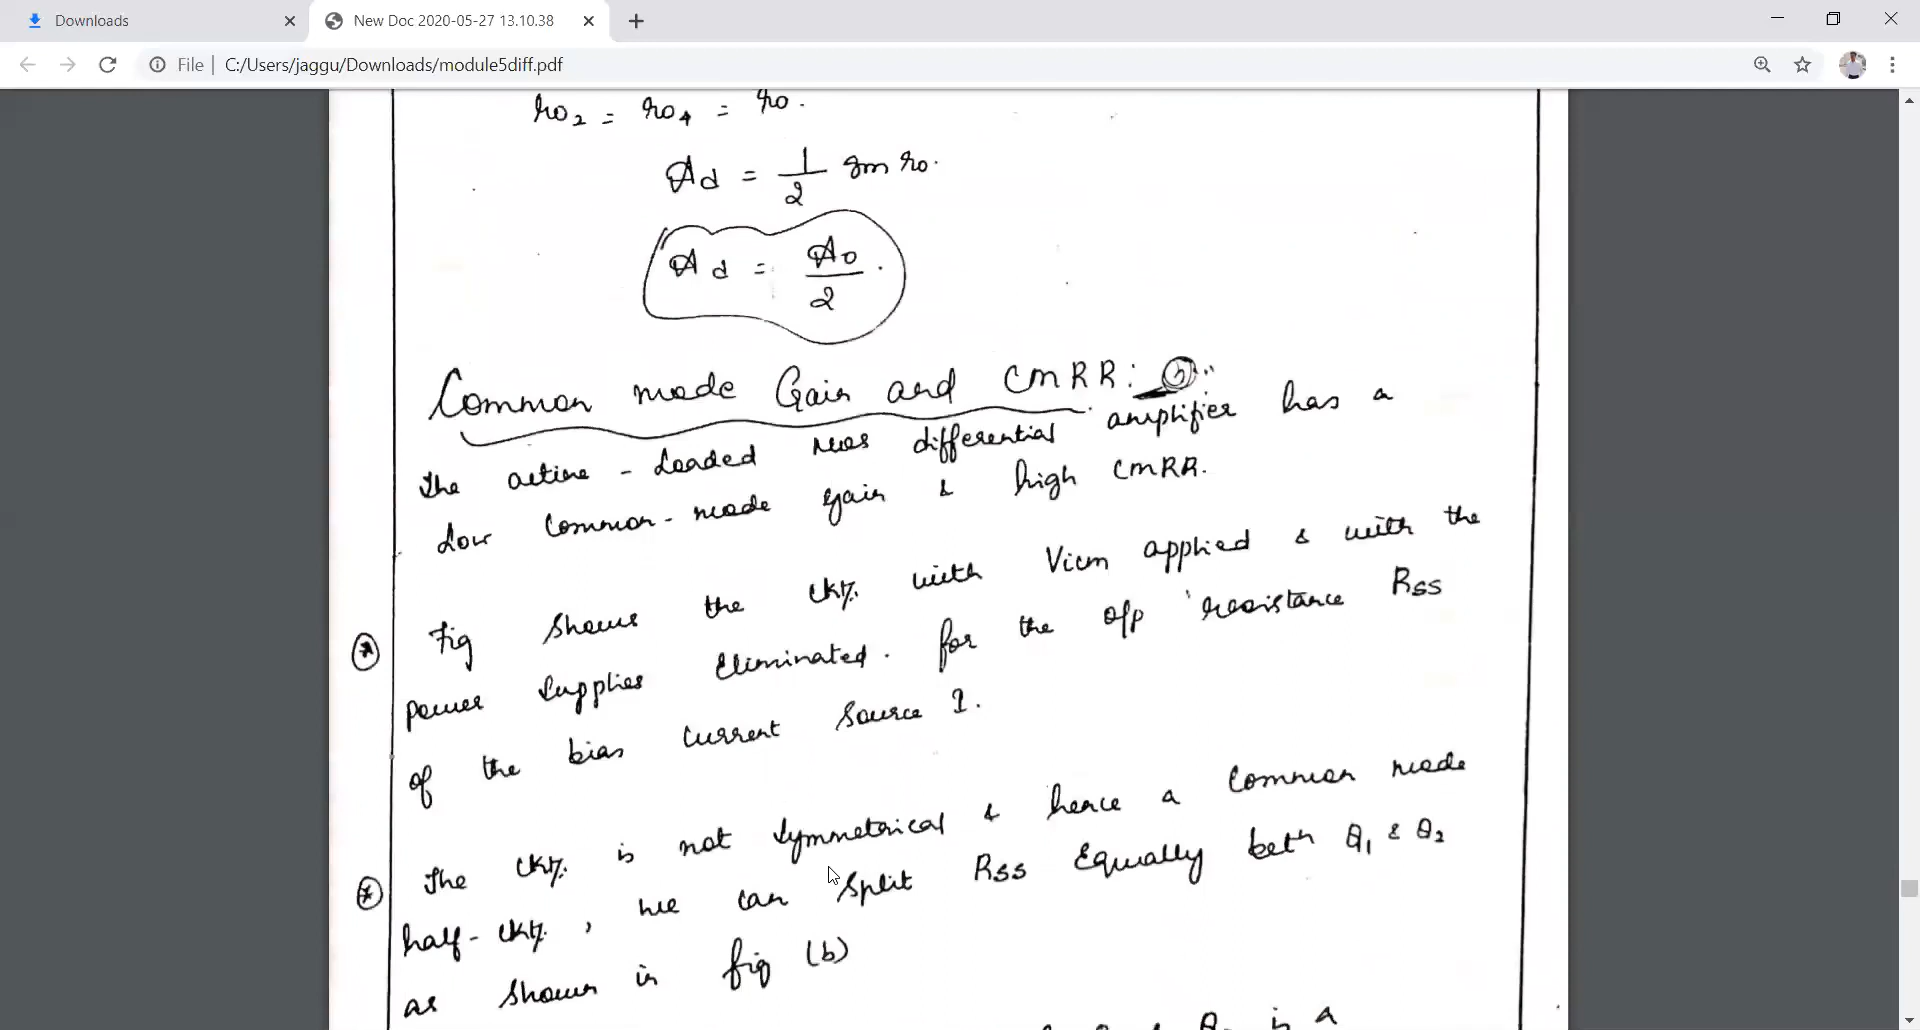 Downloads
New Doc 2020-05-27 13.10.38
File | C:/Users/jaggu/Downloads/module5diff.pdf
ro2 = ro4 = ro.
Ad = 1/2 gm ro.
Ad = Ao/2.
Common mode Gain and CMRR:
The active-Loaded mos differential amplifier has a
Low Common-mode gain & high CMRR.
Fig shows the ckt. with Vicm applied & with the
power supplies Eliminated. for the o/p resistance RSS
of the bias current source I.
The ckt. is not symmetrical & hence a common mode
half-ckt. , we can split RSS Equally betn Q1 & Q2
as shown in fig (b)
is a